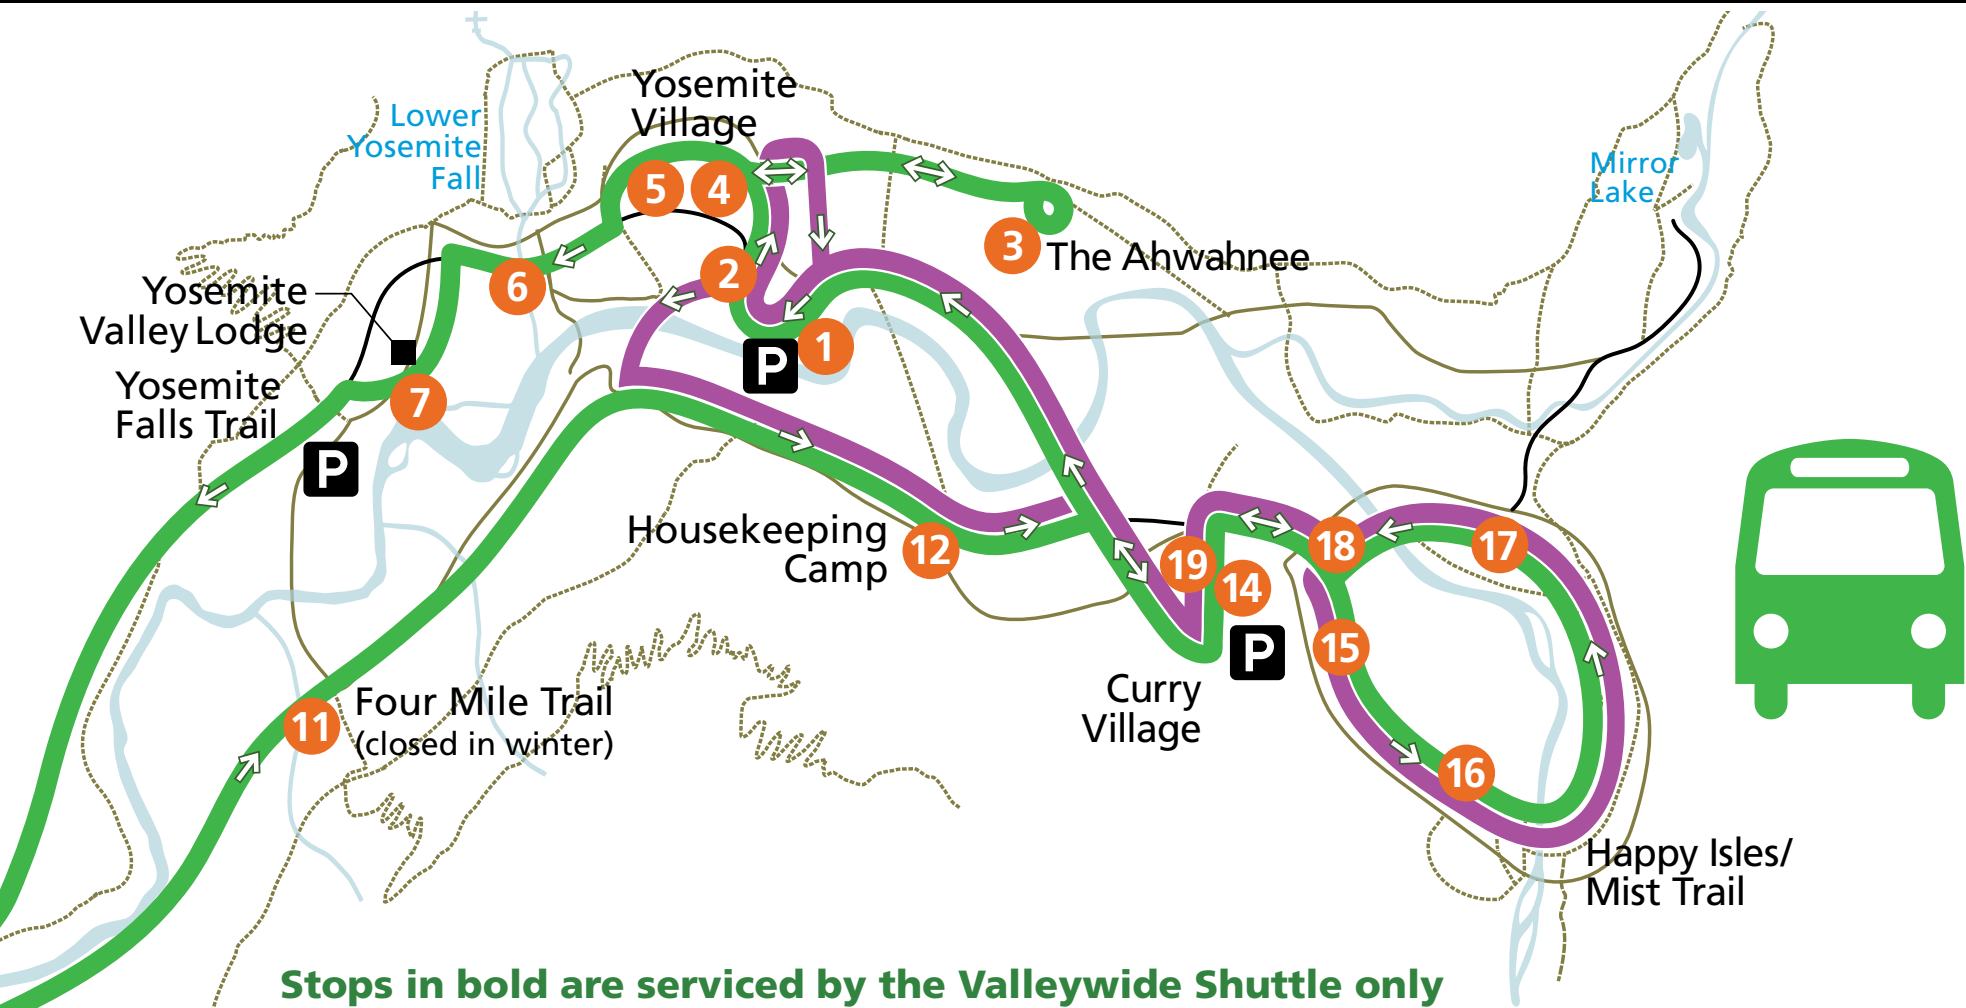 Yosemite
Village
Lower
Yosemite
Fall
Mirror
Lake
5
4
3
The Ahwahnee
2
6
Yosemite
Valley Lodge
1
P
Yosemite
Falls Trail
7
P
Housekeeping
Camp
12
19
14
18
17
P
15
Curry
Village
Four Mile Trail
(closed in winter)
11
16
Happy Isles/
Mist Trail
Stops in bold are serviced by the Valleywide Shuttle only